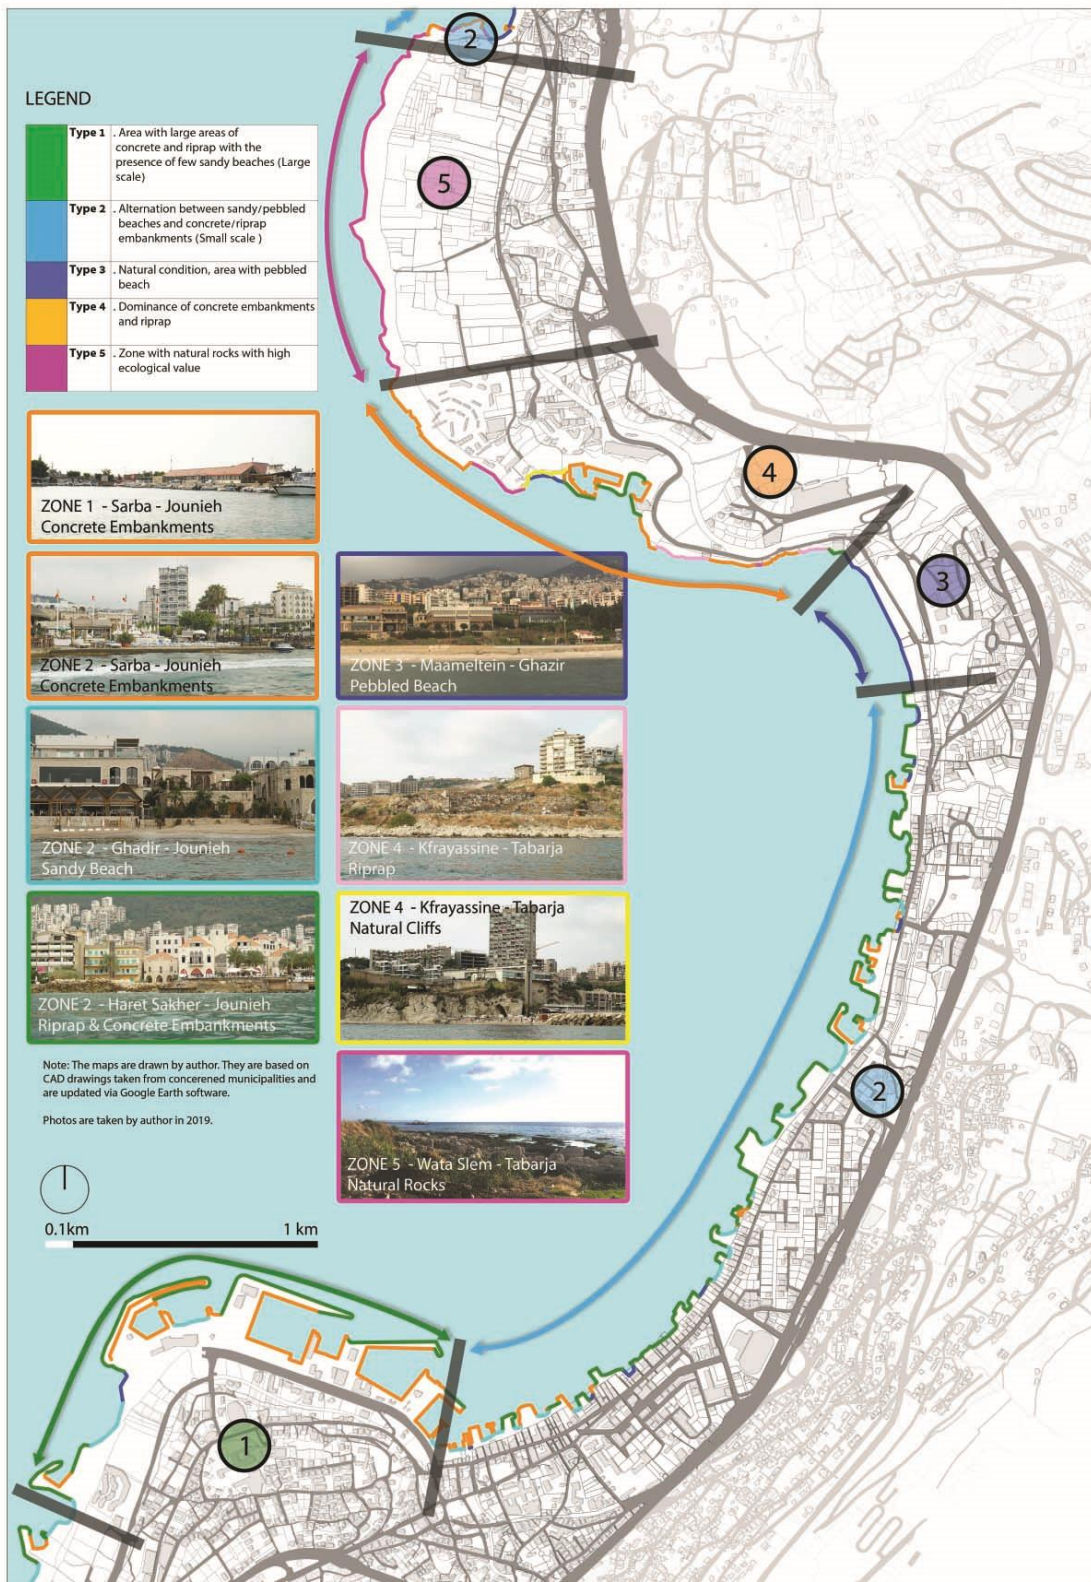 2
LEGEND
Type 1 . Area with large areas of
concrete and riprap with the
presence of few sandy beaches (Large
scale)
Type 2 . Alternation between sandy/pebbled
beaches and concrete/riprap
embankments (Small scale )
Type 3 . Natural condition, area with pebbled
beach
Type 4 . Dominance of concrete embankments
and riprap
Type 5 . Zone with natural rocks with high
ecological value
5
4
3
ZONE 1 - Sarba - Jounieh
Concrete Embankments
ZONE 2 - Sarba - Jounieh
Concrete Embankments
ZONE 3 - Maameltein - Ghazir
Pebbled Beach
ZONE 2 - Ghadir - Jounieh
Sandy Beach
ZONE 4 - Kfrayassine - Tabarja
Riprap
ZONE 2 - Haret Sakher - Jounieh
Riprap & Concrete Embankments
ZONE 4 - Kfrayassine - Tabarja
Natural Cliffs
Note: The maps are drawn by author. They are based on
CAD drawings taken from concerened municipalities and
are updated via Google Earth software.
Photos are taken by author in 2019.
ZONE 5 - Wata Slem - Tabarja
Natural Rocks
2
0.1km 1 km
1